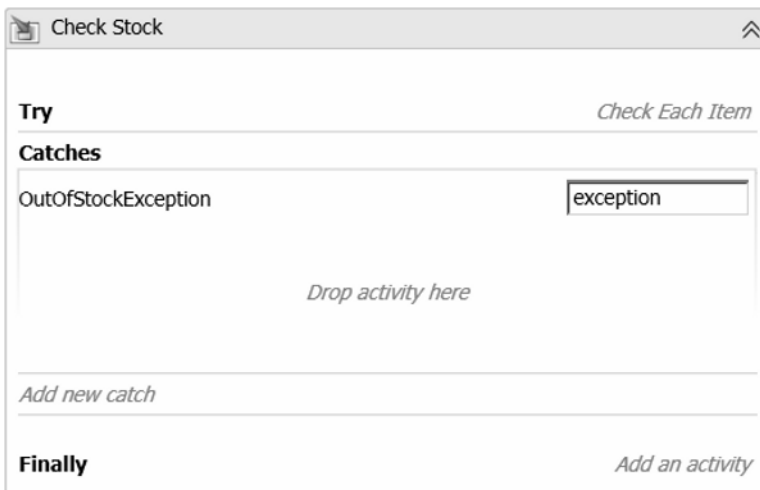 Check Stock
Try Check Each Item
Catches
OutOfStockException exception
Drop activity here
Add new catch
Finally Add an activity